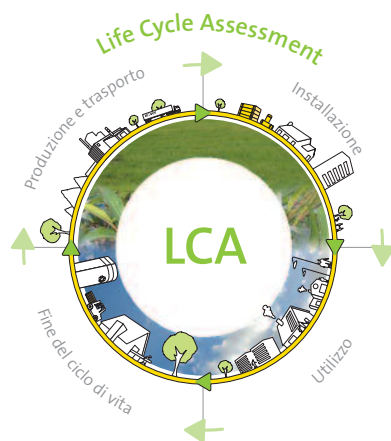 Life Cycle Assessment
Produzione e trasporto
Installazione
LCA
Fine del ciclo di vita
Utilizzo